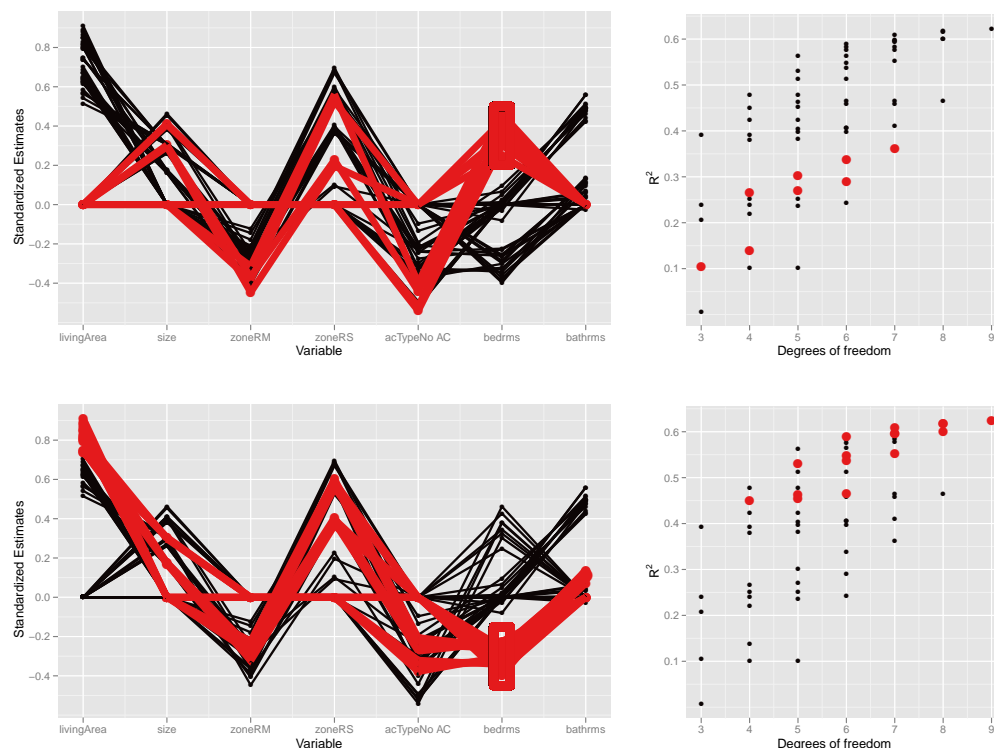 Standardized Estimates
0.8
0.6
0.4
0.2
0.0
−0.2
−0.4
livingArea size zoneRM zoneRS acTypeNo AC bedrms bathrms
Variable
R²
0.6
0.5
0.4
0.3
0.2
0.1
3 4 5 6 7 8 9
Degrees of freedom
Standardized Estimates
0.8
0.6
0.4
0.2
0.0
−0.2
−0.4
livingArea size zoneRM zoneRS acTypeNo AC bedrms bathrms
Variable
R²
0.6
0.5
0.4
0.3
0.2
0.1
3 4 5 6 7 8 9
Degrees of freedom